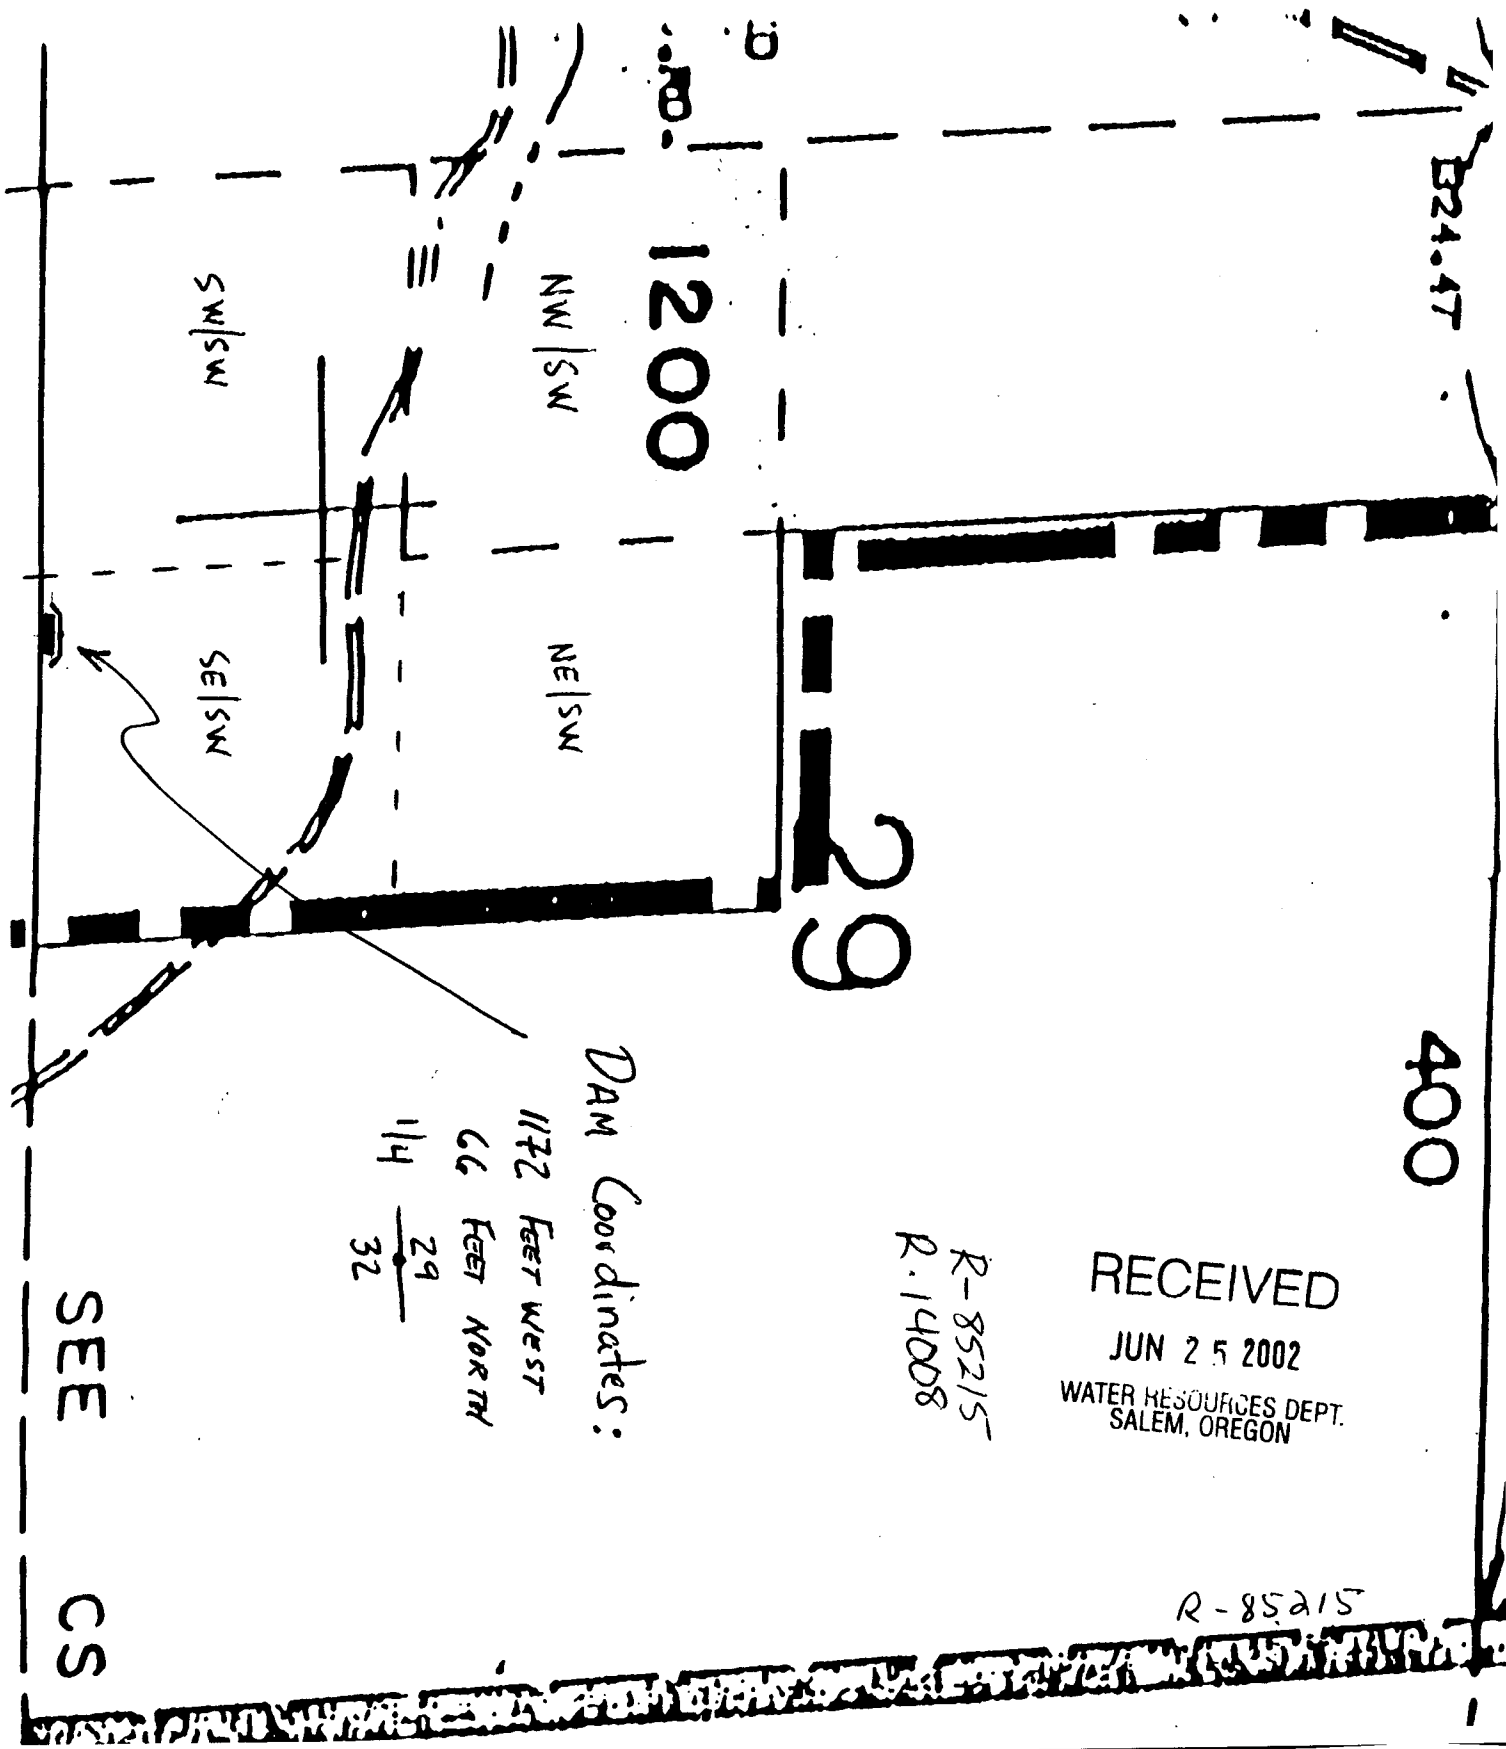 B24.47
1200
NW/SW
SW/SW
NE/SW
SE/SW
29
400
DAM Coordinates:
1172 FEET WEST
66 FEET NORTH
1/4 29
32
R-85215
R-14008
RECEIVED
JUN 25 2002
WATER RESOURCES DEPT.
SALEM, OREGON
R-85215
SEE CS